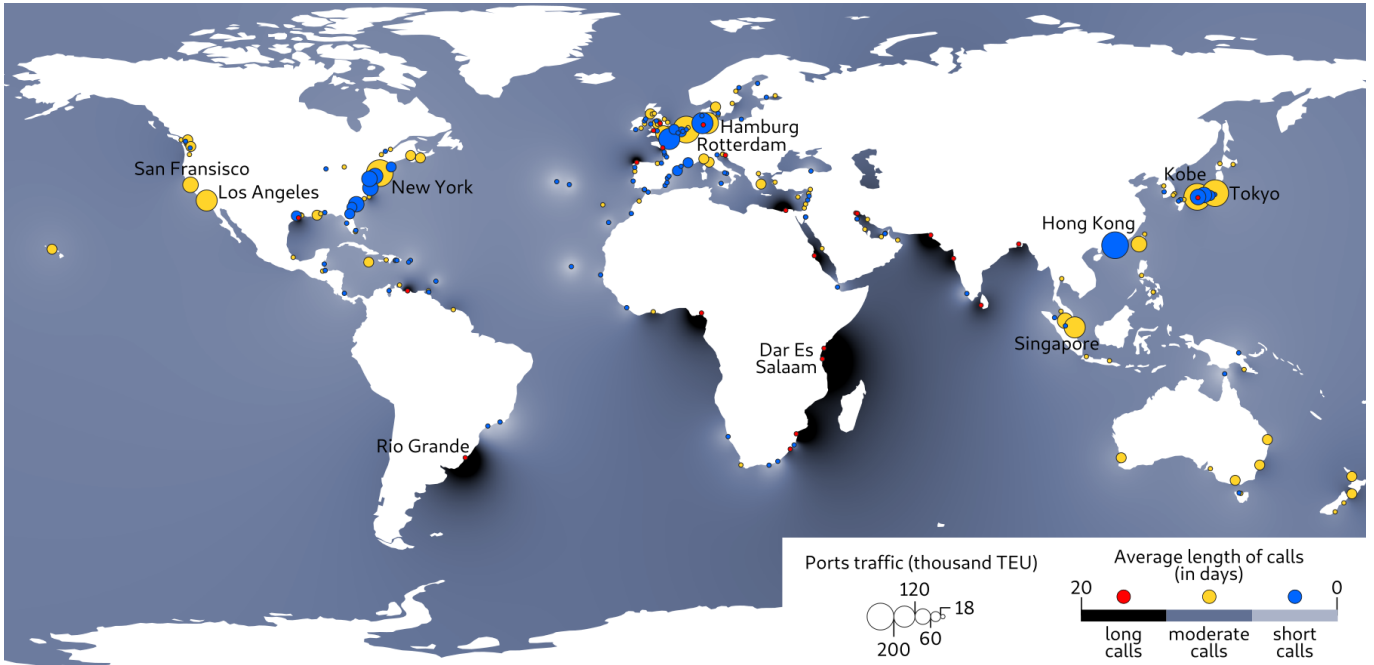 San Fransisco
Los Angeles
New York
Hamburg
Rotterdam
Kobe
Tokyo
Hong Kong
Singapore
Dar Es
Salaam
Rio Grande
Ports traffic (thousand TEU)
120
18
60
200
Average length of calls
(in days)
20
0
long
calls
moderate
calls
short
calls